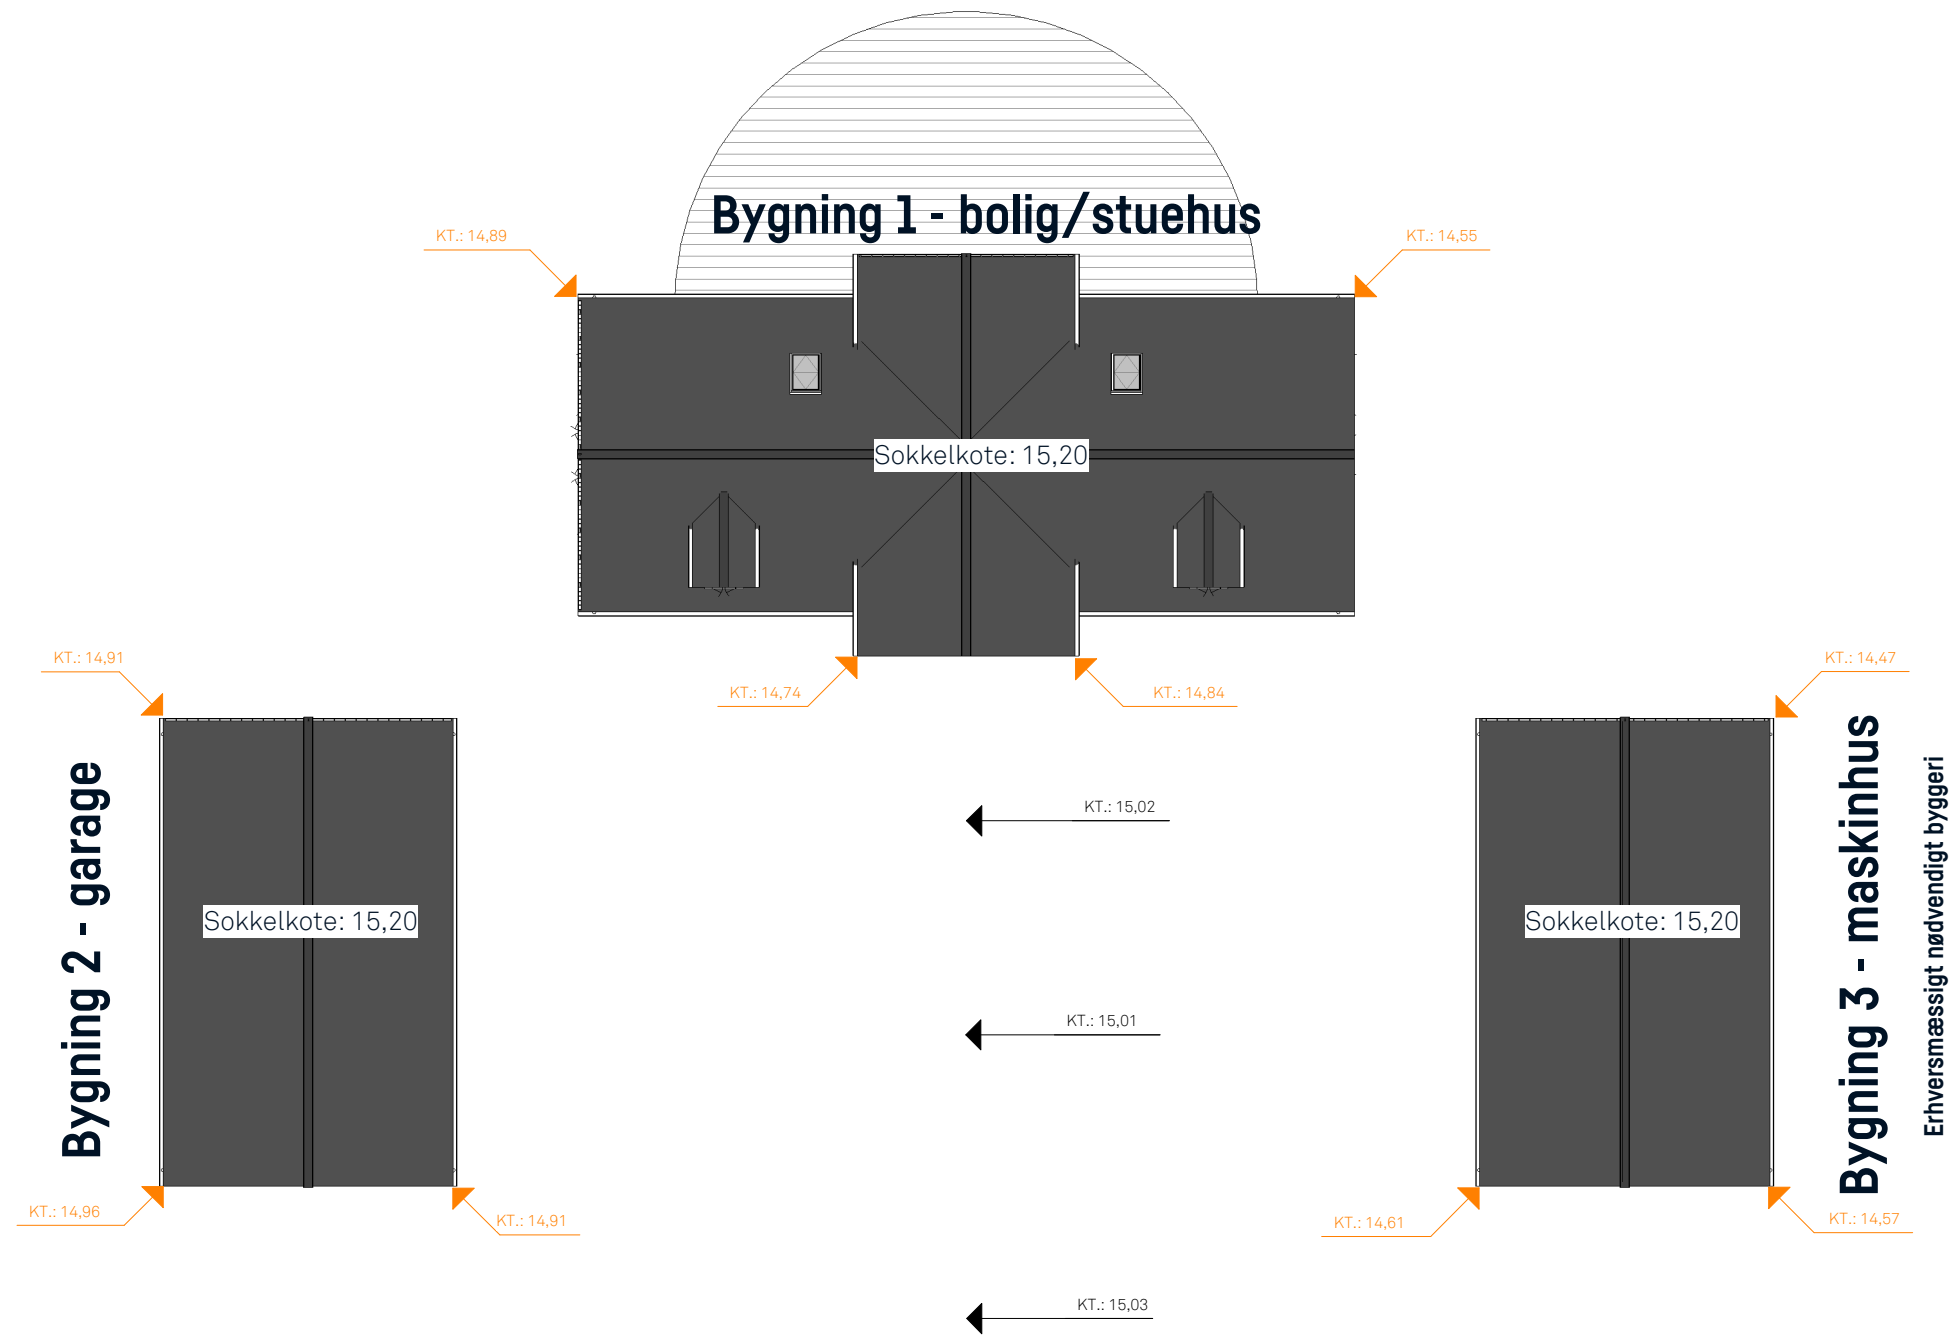 Bygning 1 - bolig/stuehus
KT.: 14,89
KT.: 14,55
Sokkelkote: 15,20
KT.: 14,91
KT.: 14,74
KT.: 14,84
KT.: 14,47
Bygning 2 - garage
Sokkelkote: 15,20
KT.: 15,02
KT.: 15,01
Sokkelkote: 15,20
Bygning 3 - maskinhus
Erhversmæssigt nødvendigt byggeri
KT.: 14,96
KT.: 14,91
KT.: 14,61
KT.: 14,57
KT.: 15,03